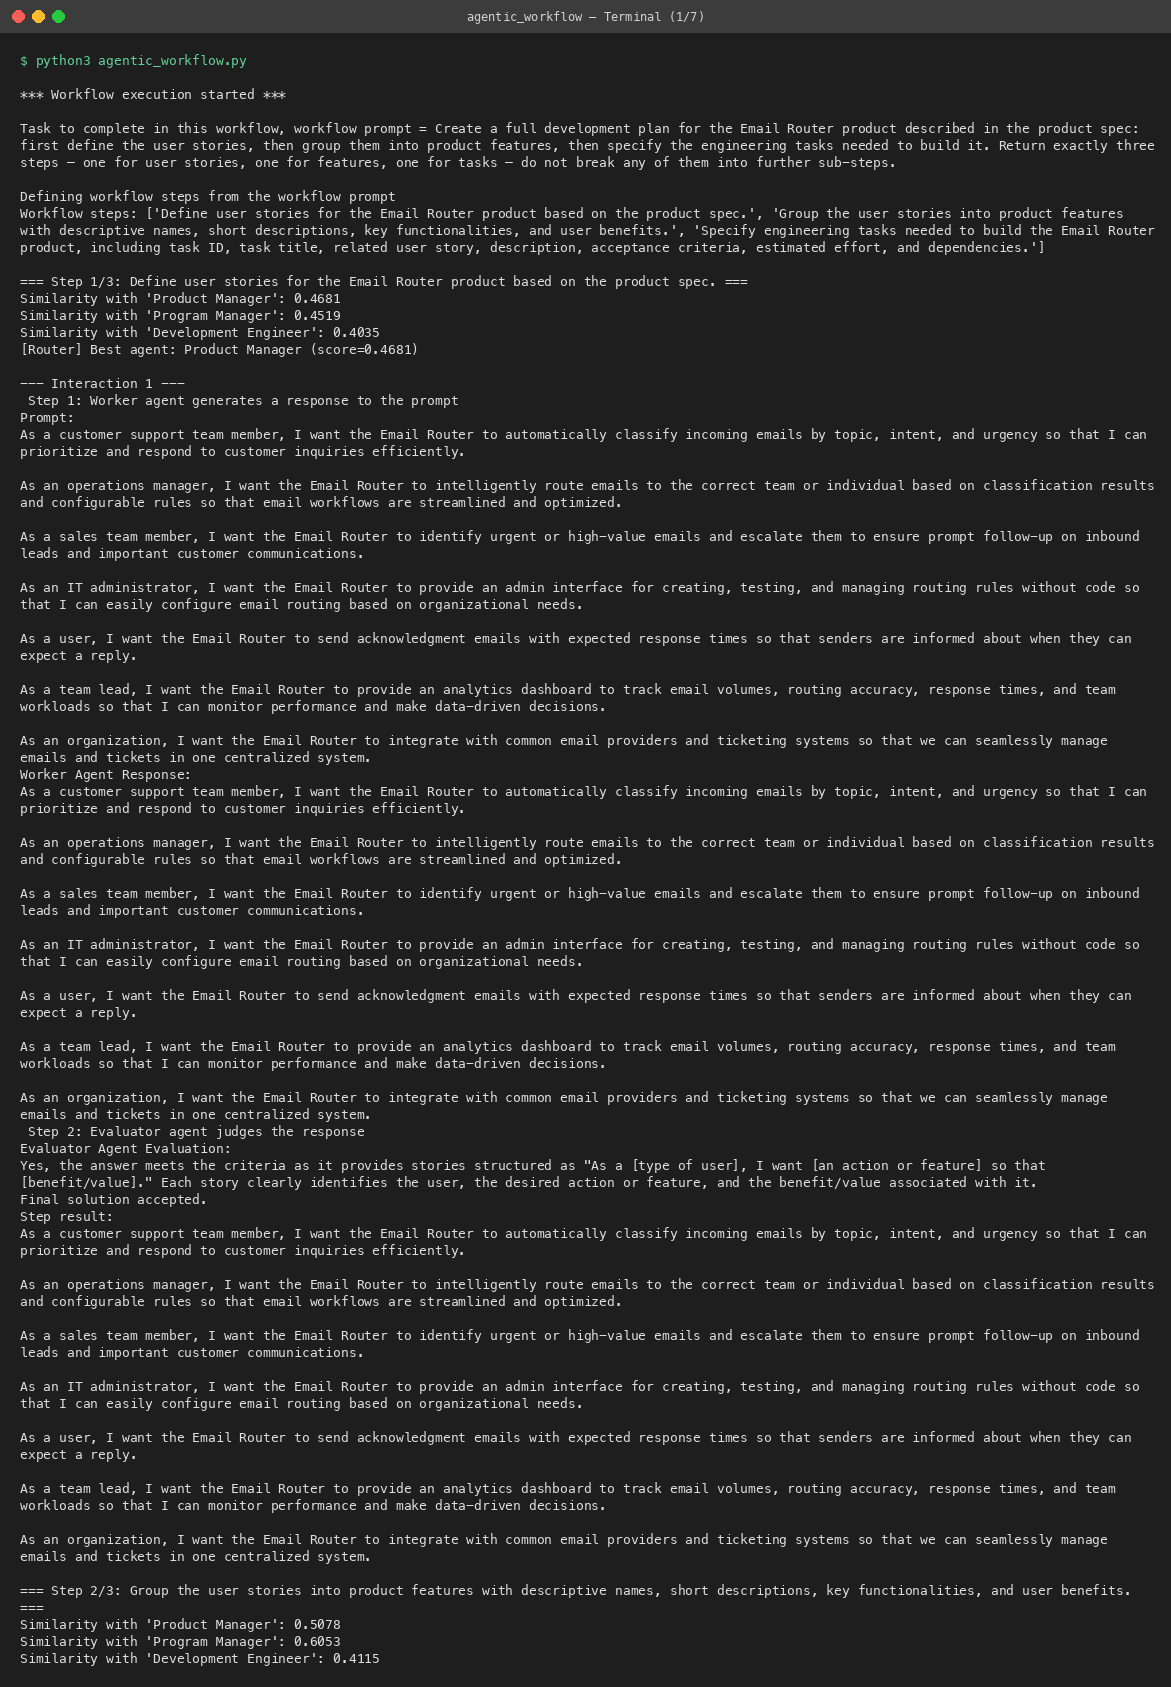 agentic_workflow — Terminal (1/7)
$ python3 agentic_workflow.py
*** Workflow execution started ***
Task to complete in this workflow, workflow prompt = Create a full development plan for the Email Router product described in the product spec:
first define the user stories, then group them into product features, then specify the engineering tasks needed to build it. Return exactly three
steps — one for user stories, one for features, one for tasks — do not break any of them into further sub-steps.
Defining workflow steps from the workflow prompt
Workflow steps: ['Define user stories for the Email Router product based on the product spec.', 'Group the user stories into product features
with descriptive names, short descriptions, key functionalities, and user benefits.', 'Specify engineering tasks needed to build the Email Router
product, including task ID, task title, related user story, description, acceptance criteria, estimated effort, and dependencies.']
=== Step 1/3: Define user stories for the Email Router product based on the product spec. ===
Similarity with 'Product Manager': 0.4681
Similarity with 'Program Manager': 0.4519
Similarity with 'Development Engineer': 0.4035
[Router] Best agent: Product Manager (score=0.4681)
--- Interaction 1 ---
Step 1: Worker agent generates a response to the prompt
Prompt:
As a customer support team member, I want the Email Router to automatically classify incoming emails by topic, intent, and urgency so that I can
prioritize and respond to customer inquiries efficiently.
As an operations manager, I want the Email Router to intelligently route emails to the correct team or individual based on classification results
and configurable rules so that email workflows are streamlined and optimized.
As a sales team member, I want the Email Router to identify urgent or high-value emails and escalate them to ensure prompt follow-up on inbound
leads and important customer communications.
As an IT administrator, I want the Email Router to provide an admin interface for creating, testing, and managing routing rules without code so
that I can easily configure email routing based on organizational needs.
As a user, I want the Email Router to send acknowledgment emails with expected response times so that senders are informed about when they can
expect a reply.
As a team lead, I want the Email Router to provide an analytics dashboard to track email volumes, routing accuracy, response times, and team
workloads so that I can monitor performance and make data-driven decisions.
As an organization, I want the Email Router to integrate with common email providers and ticketing systems so that we can seamlessly manage
emails and tickets in one centralized system.
Worker Agent Response:
As a customer support team member, I want the Email Router to automatically classify incoming emails by topic, intent, and urgency so that I can
prioritize and respond to customer inquiries efficiently.
As an operations manager, I want the Email Router to intelligently route emails to the correct team or individual based on classification results
and configurable rules so that email workflows are streamlined and optimized.
As a sales team member, I want the Email Router to identify urgent or high-value emails and escalate them to ensure prompt follow-up on inbound
leads and important customer communications.
As an IT administrator, I want the Email Router to provide an admin interface for creating, testing, and managing routing rules without code so
that I can easily configure email routing based on organizational needs.
As a user, I want the Email Router to send acknowledgment emails with expected response times so that senders are informed about when they can
expect a reply.
As a team lead, I want the Email Router to provide an analytics dashboard to track email volumes, routing accuracy, response times, and team
workloads so that I can monitor performance and make data-driven decisions.
As an organization, I want the Email Router to integrate with common email providers and ticketing systems so that we can seamlessly manage
emails and tickets in one centralized system.
Step 2: Evaluator agent judges the response
Evaluator Agent Evaluation:
Yes, the answer meets the criteria as it provides stories structured as "As a [type of user], I want [an action or feature] so that
[benefit/value]." Each story clearly identifies the user, the desired action or feature, and the benefit/value associated with it.
Final solution accepted.
Step result:
As a customer support team member, I want the Email Router to automatically classify incoming emails by topic, intent, and urgency so that I can
prioritize and respond to customer inquiries efficiently.
As an operations manager, I want the Email Router to intelligently route emails to the correct team or individual based on classification results
and configurable rules so that email workflows are streamlined and optimized.
As a sales team member, I want the Email Router to identify urgent or high-value emails and escalate them to ensure prompt follow-up on inbound
leads and important customer communications.
As an IT administrator, I want the Email Router to provide an admin interface for creating, testing, and managing routing rules without code so
that I can easily configure email routing based on organizational needs.
As a user, I want the Email Router to send acknowledgment emails with expected response times so that senders are informed about when they can
expect a reply.
As a team lead, I want the Email Router to provide an analytics dashboard to track email volumes, routing accuracy, response times, and team
workloads so that I can monitor performance and make data-driven decisions.
As an organization, I want the Email Router to integrate with common email providers and ticketing systems so that we can seamlessly manage
emails and tickets in one centralized system.
=== Step 2/3: Group the user stories into product features with descriptive names, short descriptions, key functionalities, and user benefits.
===
Similarity with 'Product Manager': 0.5078
Similarity with 'Program Manager': 0.6053
Similarity with 'Development Engineer': 0.4115